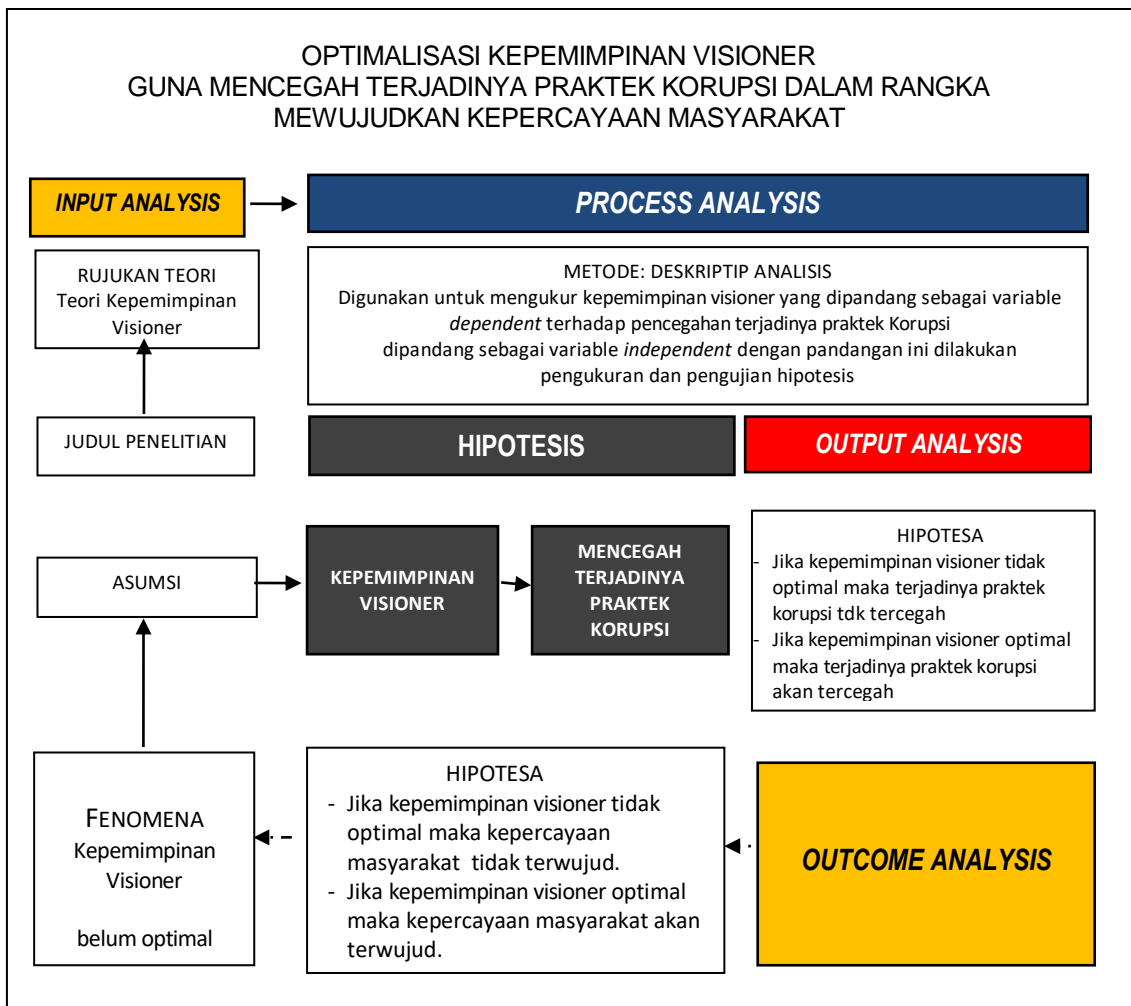 OPTIMALISASI KEPEMIMPINAN VISIONER
GUNA MENCEGAH TERJADINYA PRAKTEK KORUPSI DALAM RANGKA
MEWUJUDKAN KEPERCAYAAN MASYARAKAT
INPUT ANALYSIS
PROCESS ANALYSIS
RUJUKAN TEORI
Teori Kepemimpinan
Visioner
METODE: DESKRIPTIP ANALISIS
Digunakan untuk mengukur kepemimpinan visioner yang dipandang sebagai variable
dependent terhadap pencegahan terjadinya praktek Korupsi
dipandang sebagai variable independent dengan pandangan ini dilakukan
pengukuran dan pengujian hipotesis
JUDUL PENELITIAN
HIPOTESIS
OUTPUT ANALYSIS
ASUMSI
KEPEMIMPINAN
VISIONER
MENCEGAH
TERJADINYA
PRAKTEK
KORUPSI
HIPOTESA
- Jika kepemimpinan visioner tidak
optimal maka terjadinya praktek
korupsi tdk tercegah
- Jika kepemimpinan visioner optimal
maka terjadinya praktek korupsi
akan tercegah
FENOMENA
Kepemimpinan
Visioner
belum optimal
HIPOTESA
- Jika kepemimpinan visioner tidak
optimal maka kepercayaan
masyarakat tidak terwujud.
- Jika kepemimpinan visioner optimal
maka kepercayaan masyarakat akan
terwujud.
OUTCOME ANALYSIS